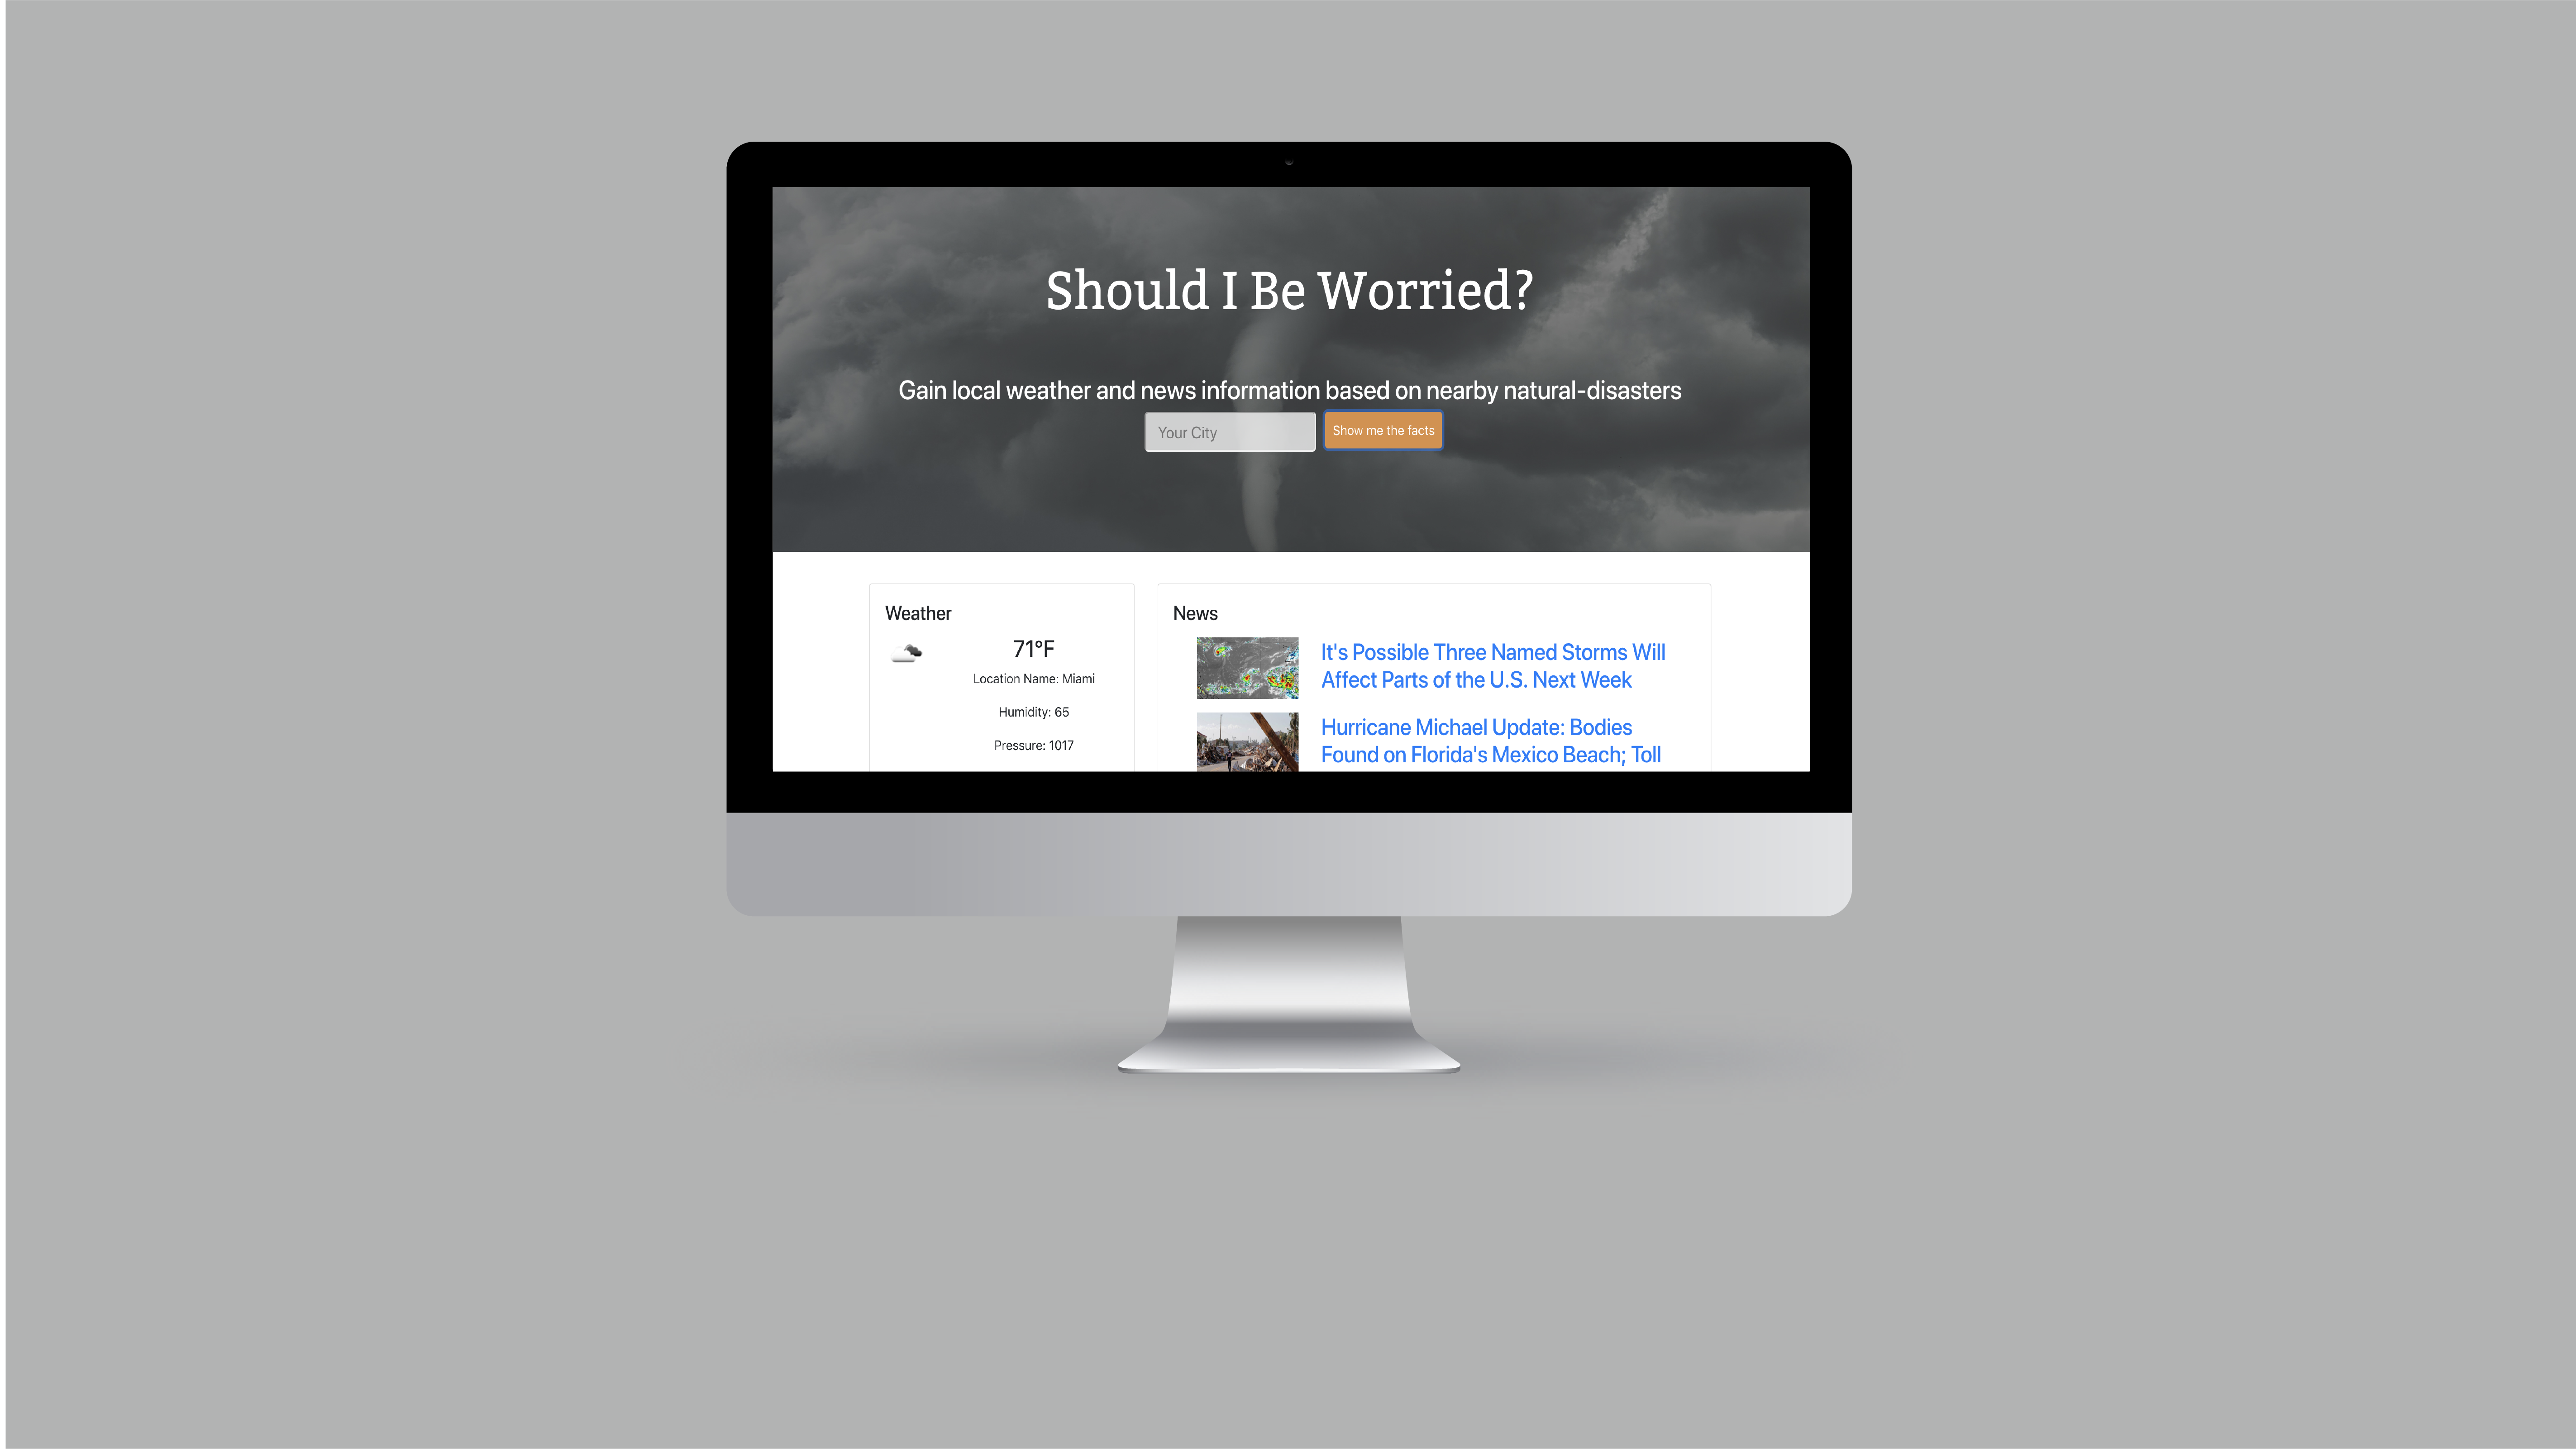 Should I Be Worried?
Gain local weather and news information based on nearby natural-disasters
Your City
Show me the facts
Weather
71°F
Location Name: Miami
Humidity: 65
Pressure: 1017
News
It's Possible Three Named Storms Will
Affect Parts of the U.S. Next Week
Hurricane Michael Update: Bodies
Found on Florida's Mexico Beach; Toll